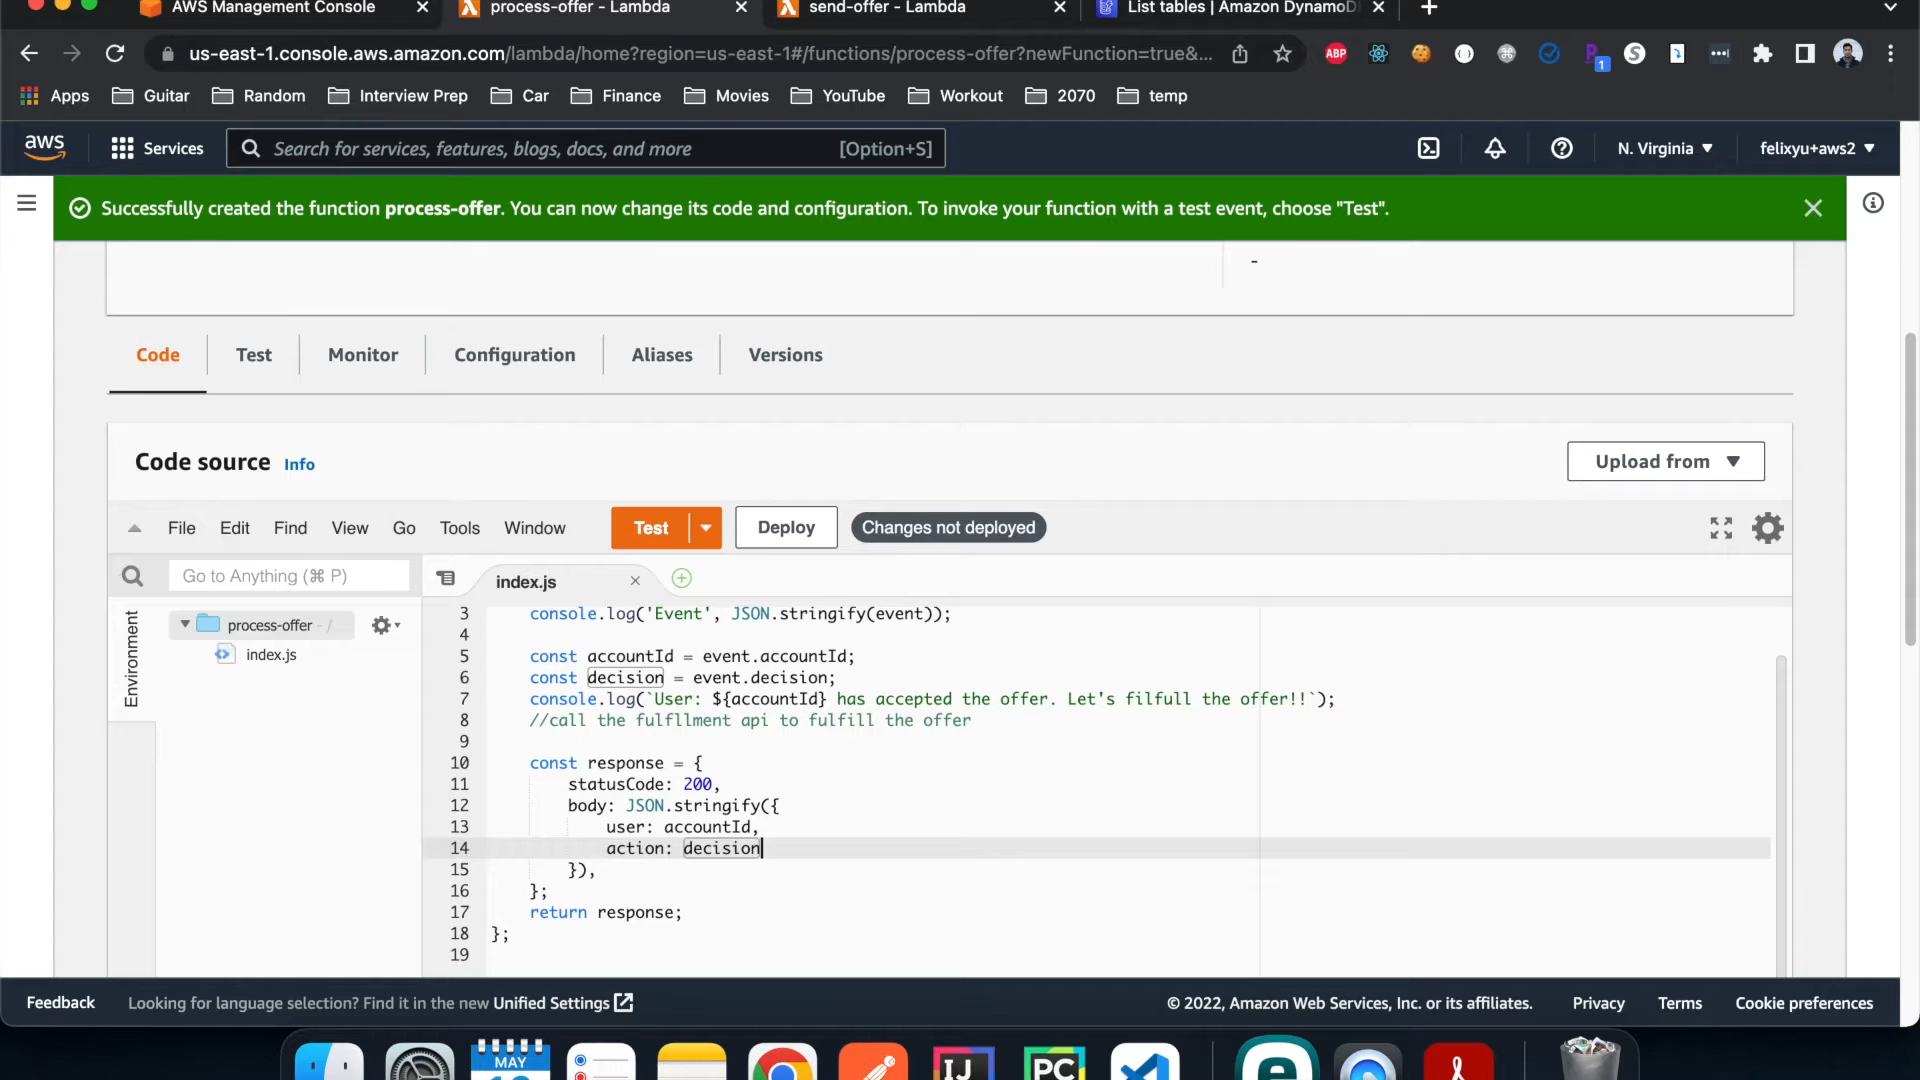 AWS Management Console
process-offer - Lambda
send-offer - Lambda
List tables | Amazon DynamoD
us-east-1.console.aws.amazon.com/lambda/home?region=us-east-1#/functions/process-offer?newFunction=true&...
ABP
1
S
Apps
Guitar
Random
Interview Prep
Car
Finance
Movies
YouTube
Workout
2070
temp
aws
Services
Search for services, features, blogs, docs, and more
[Option+S]
N. Virginia
felixyu+aws2
Successfully created the function process-offer. You can now change its code and configuration. To invoke your function with a test event, choose "Test".
-
Code
Test
Monitor
Configuration
Aliases
Versions
Code source
Info
Upload from
File
Edit
Find
View
Go
Tools
Window
Test
Deploy
Changes not deployed
Go to Anything (⌘ P)
index.js
Environment
process-offer - /
index.js
3 console.log('Event', JSON.stringify(event));
4
5 const accountId = event.accountId;
6 const decision = event.decision;
7 console.log(`User: ${accountId} has accepted the offer. Let's filfull the offer!!`);
8 //call the fulfllment api to fulfill the offer
9
10 const response = {
11 statusCode: 200,
12 body: JSON.stringify({
13 user: accountId,
14 action: decision
15 }),
16 };
17 return response;
18 };
19
Feedback
Looking for language selection? Find it in the new Unified Settings
© 2022, Amazon Web Services, Inc. or its affiliates.
Privacy
Terms
Cookie preferences
MAY
IJ
PC